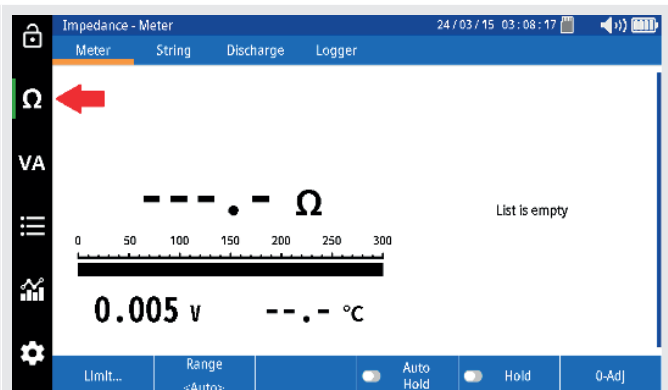 Impedance - Meter 24/03/15 03:08:17
Meter String Discharge Logger
Ω
VA
---.- Ω
List is empty
0 50 100 150 200 250 300
0.005 V --.- °C
Limit... Range <Auto> Auto Hold Hold 0-Adj